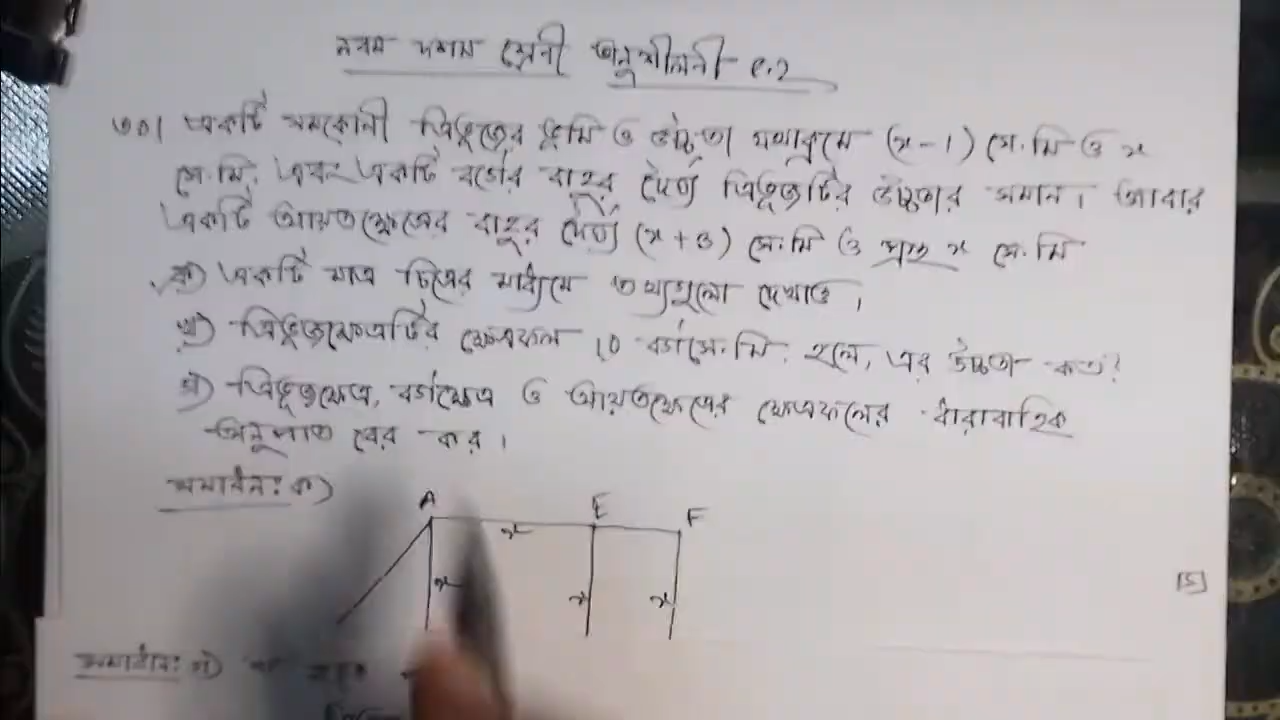 নবম দশম শ্রেনী অনুশীলনী ৫.২
৩০। একটি সমকোনী ত্রিভুজের ভূমি ও উচ্চতা যথাক্রমে (x - 1) সে.মি ও x
সে.মি. এবং একটি বর্গের বাহুর দৈর্ঘ্য ত্রিভুজটির উচ্চতার সমান। আবার
একটি আয়তক্ষেত্রের বাহুর দৈর্ঘ্য (x + 3) সে.মি ও প্রস্থ x সে.মি
ক) একটি মাত্র চিত্রের মাধ্যমে তথ্যগুলো দেখাও।
খ) ত্রিভুজক্ষেত্রটির ক্ষেত্রফল 10 বর্গসে.মি. হলে, এর উচ্চতা কত?
গ) ত্রিভুজক্ষেত্র, বর্গক্ষেত্র ও আয়তক্ষেত্রের ক্ষেত্রফলের ধারাবাহিক
অনুপাত বের কর।
সমাধান: ক)
A E F
x
x x x
সমাধান: গ)